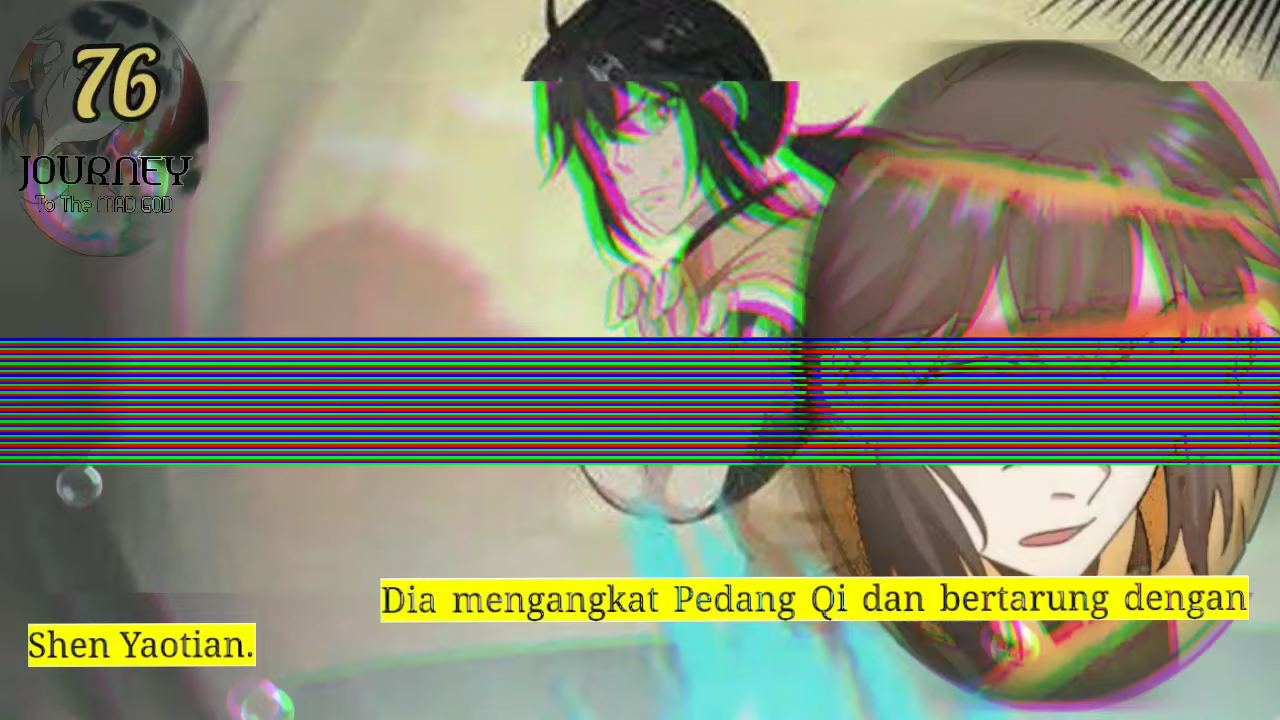 76
JOURNEY
To The MAD GOD
Dia mengangkat Pedang Qi dan bertarung dengan
Shen Yaotian.